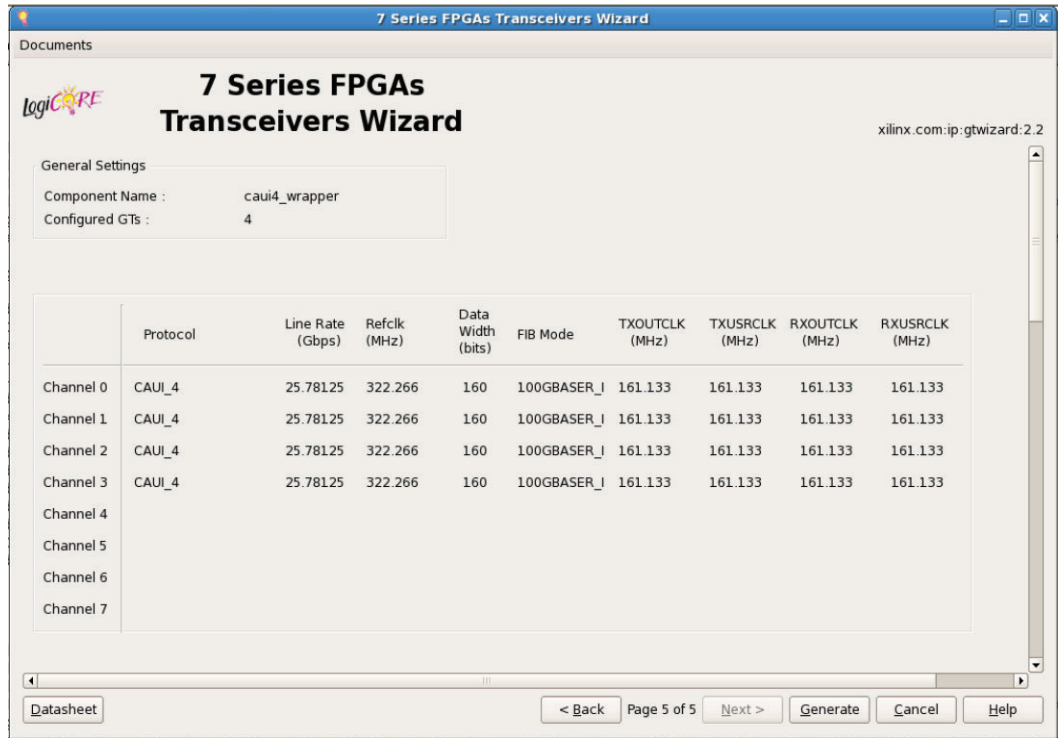 7 Series FPGAs Transceivers Wizard
Documents
logiCORE
7 Series FPGAs
Transceivers Wizard
xilinx.com:ip:gtwizard:2.2
General Settings
Component Name : caui4_wrapper
Configured GTs : 4
Protocol Line Rate (Gbps) Refclk (MHz) Data Width (bits) FIB Mode TXOUTCLK (MHz) TXUSRCLK (MHz) RXOUTCLK (MHz) RXUSRCLK (MHz)
Channel 0 CAUI_4 25.78125 322.266 160 100GBASER_I 161.133 161.133 161.133 161.133
Channel 1 CAUI_4 25.78125 322.266 160 100GBASER_I 161.133 161.133 161.133 161.133
Channel 2 CAUI_4 25.78125 322.266 160 100GBASER_I 161.133 161.133 161.133 161.133
Channel 3 CAUI_4 25.78125 322.266 160 100GBASER_I 161.133 161.133 161.133 161.133
Channel 4
Channel 5
Channel 6
Channel 7
Datasheet < Back Page 5 of 5 Next > Generate Cancel Help